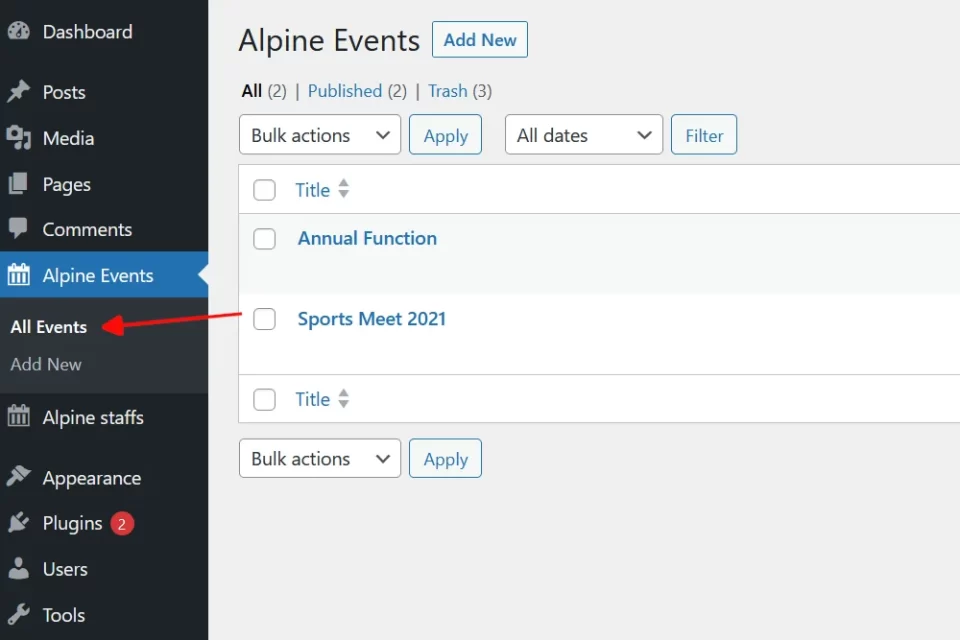 Dashboard
Posts
Media
Pages
Comments
Alpine Events
All Events
Add New
Alpine staffs
Appearance
Plugins 2
Users
Tools
Alpine Events Add New
All (2) | Published (2) | Trash (3)
Bulk actions Apply All dates Filter
Title
Annual Function
Sports Meet 2021
Title
Bulk actions Apply